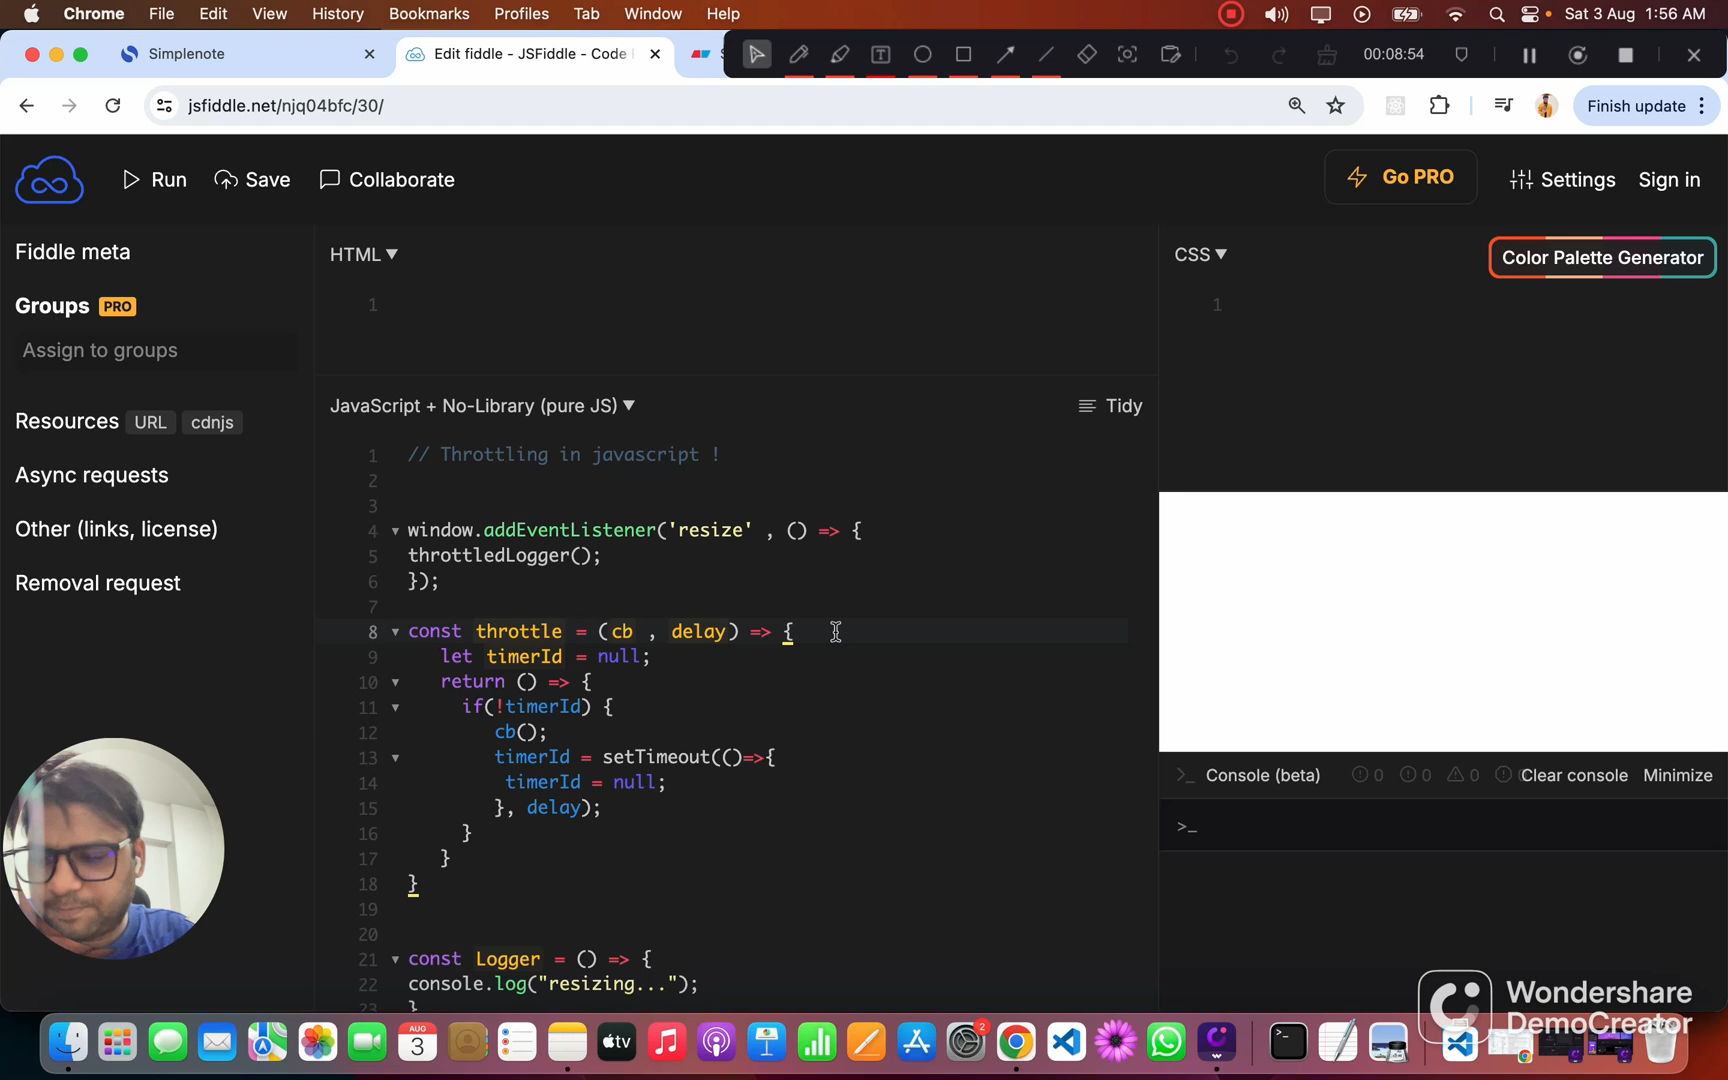 Chrome File Edit View History Bookmarks Profiles Tab Window Help Sat 3 Aug 1:56 AM
Simplenote Edit fiddle - JSFiddle - Code 00:08:54
jsfiddle.net/njq04bfc/30/ Finish update
Run Save Collaborate Go PRO Settings Sign in
Fiddle meta
Groups PRO
Assign to groups
Resources URL cdnjs
Async requests
Other (links, license)
Removal request
HTML
1
CSS Color Palette Generator
1
JavaScript + No-Library (pure JS) Tidy
1 // Throttling in javascript !
2
3
4 window.addEventListener('resize' , () => {
5 throttledLogger();
6 });
7
8 const throttle = (cb , delay) => {
9 let timerId = null;
10 return () => {
11 if(!timerId) {
12 cb();
13 timerId = setTimeout(()=>{
14 timerId = null;
15 }, delay);
16 }
17 }
18 }
19
20
21 const Logger = () => {
22 console.log("resizing...");
23 }
>_ Console (beta) 0 0 0 Clear console Minimize
>_
Wondershare
DemoCreator
AUG
3
tv
2